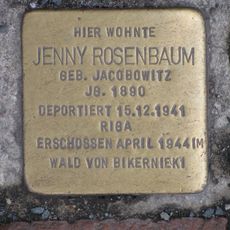 HIER WOHNTE
JENNY ROSENBAUM
GEB. JACOBOWITZ
JG. 1890
DEPORTIERT 15.12.1941
RIGA
ERSCHOSSEN APRIL 1944 IM
WALD VON BIKERNIEKI